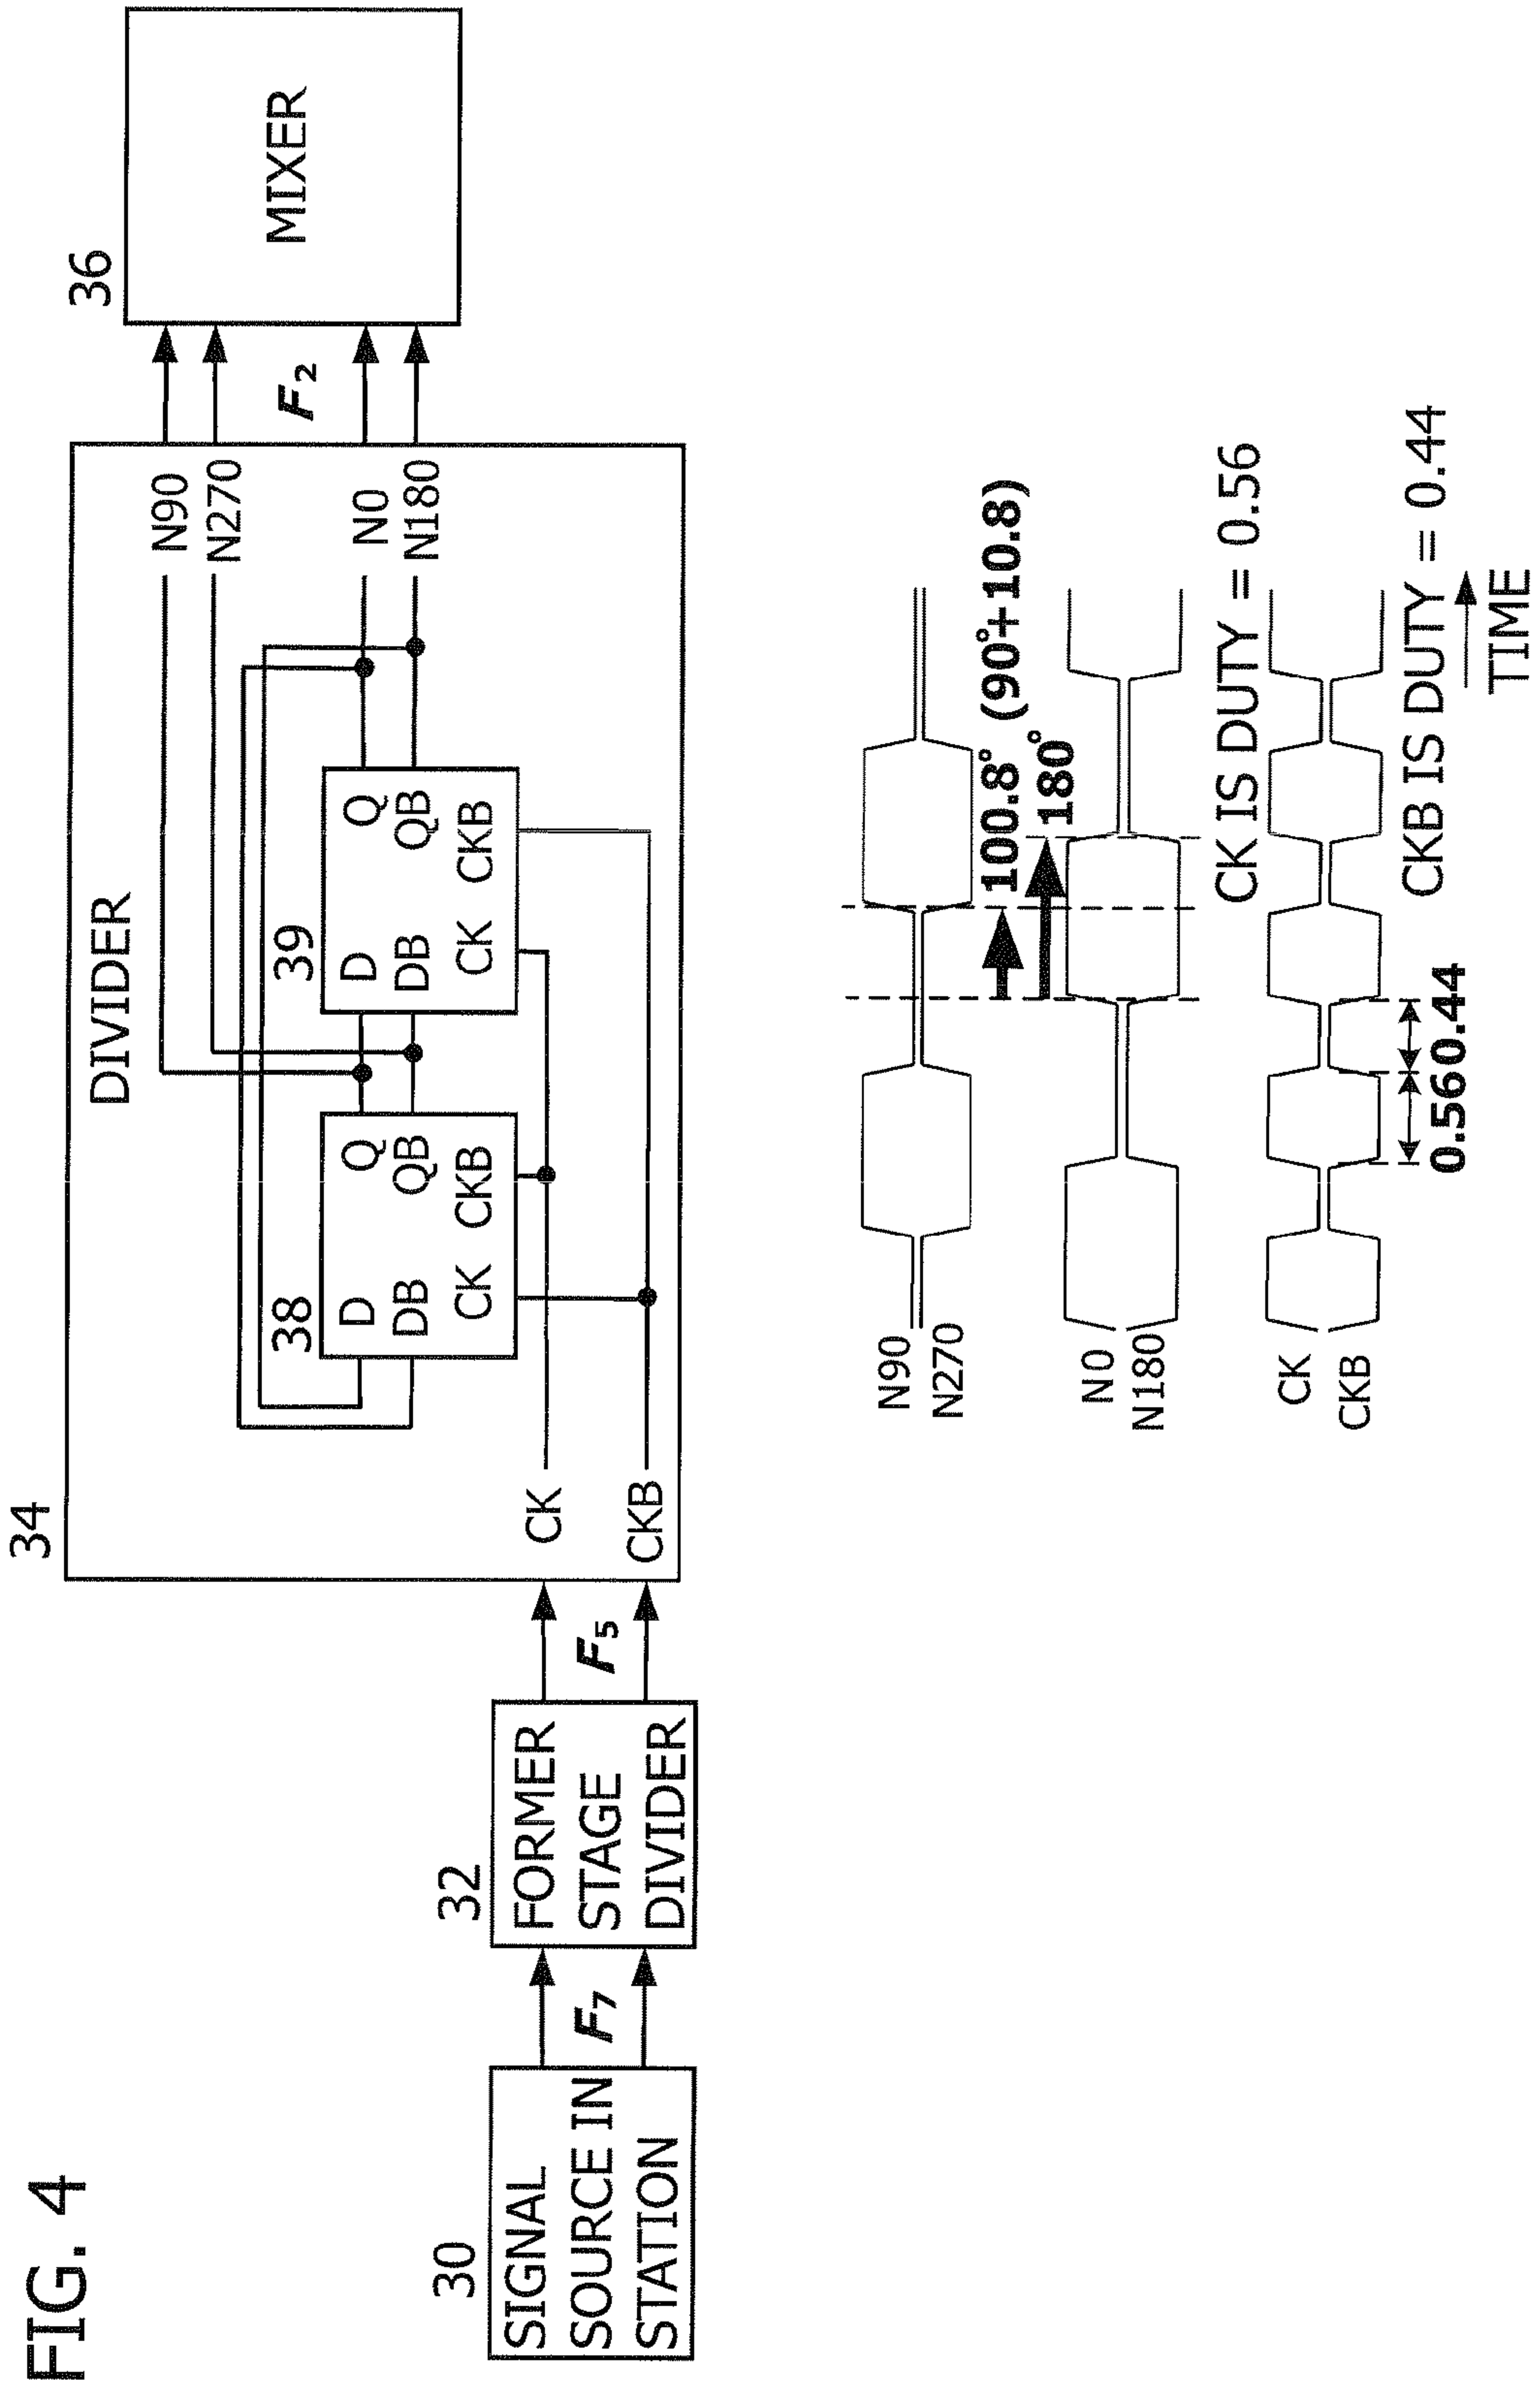 FIG. 4
30
SIGNAL
SOURCE IN
STATION
F7
32
FORMER
STAGE
DIVIDER
F5
34
DIVIDER
CK
CKB
38
D
DB
CK
Q
QB
CKB
39
D
DB
CK
Q
QB
CKB
N90
N270
N0
N180
F2
36
MIXER
N90
N270
100.8° (90°+10.8)
180°
N0
N180
CK IS DUTY = 0.56
CK
CKB
CKB IS DUTY = 0.44
0.56
0.44
TIME